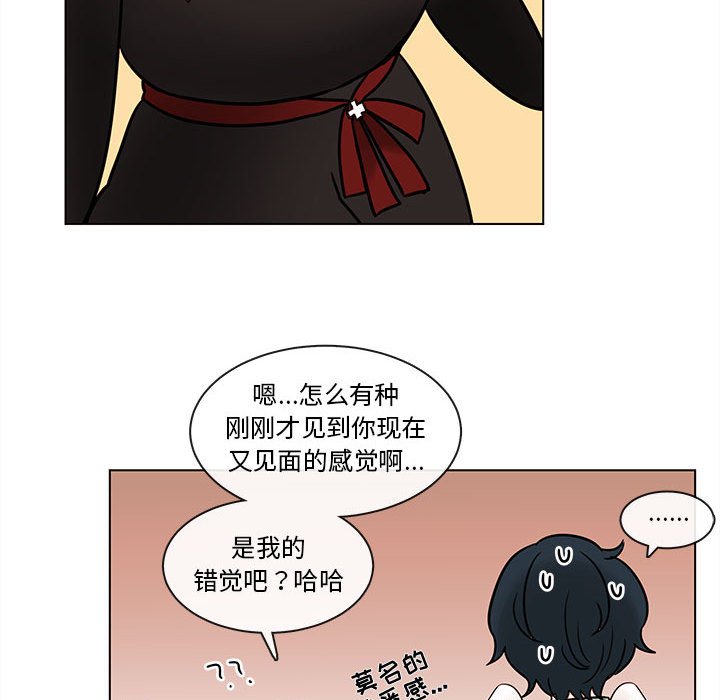 嗯...怎么有种
刚刚才见到你现在
又见面的感觉啊...
......
是我的
错觉吧？哈哈
??
莫名的
感...